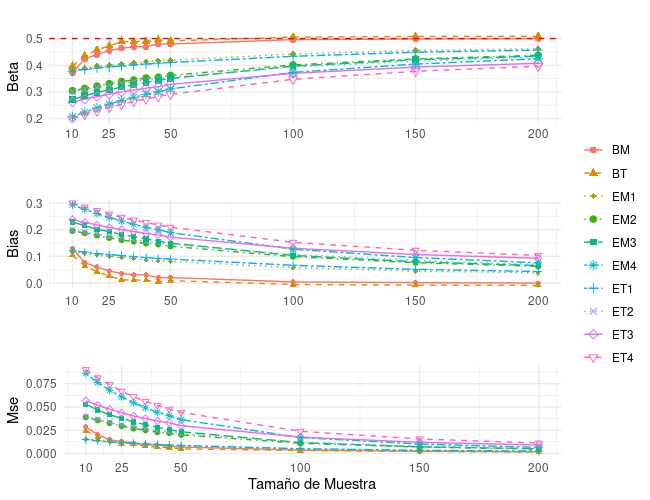 Beta
0.5
0.4
0.3
0.2
10 25 50 100 150 200
Bias
0.3
0.2
0.1
0.0
10 25 50 100 150 200
Mse
0.075
0.050
0.025
0.000
10 25 50 100 150 200
Tamaño de Muestra
BM
BT
EM1
EM2
EM3
EM4
ET1
ET2
ET3
ET4